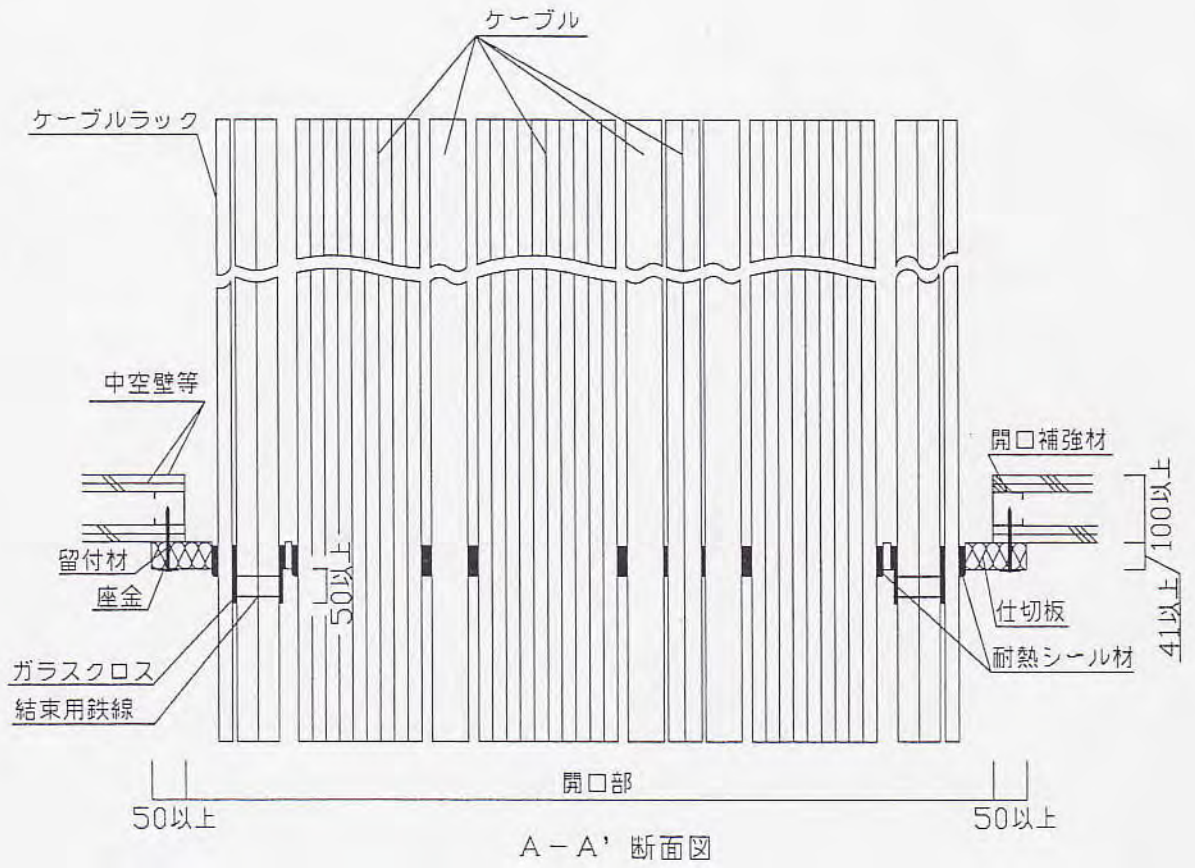 ケーブル
ケーブルラック
中空壁等
開口補強材
100以上
留付材
座金
50以上
仕切板
41以上
耐熱シール材
ガラスクロス
結束用鉄線
開口部
50以上
50以上
A-A' 断面図